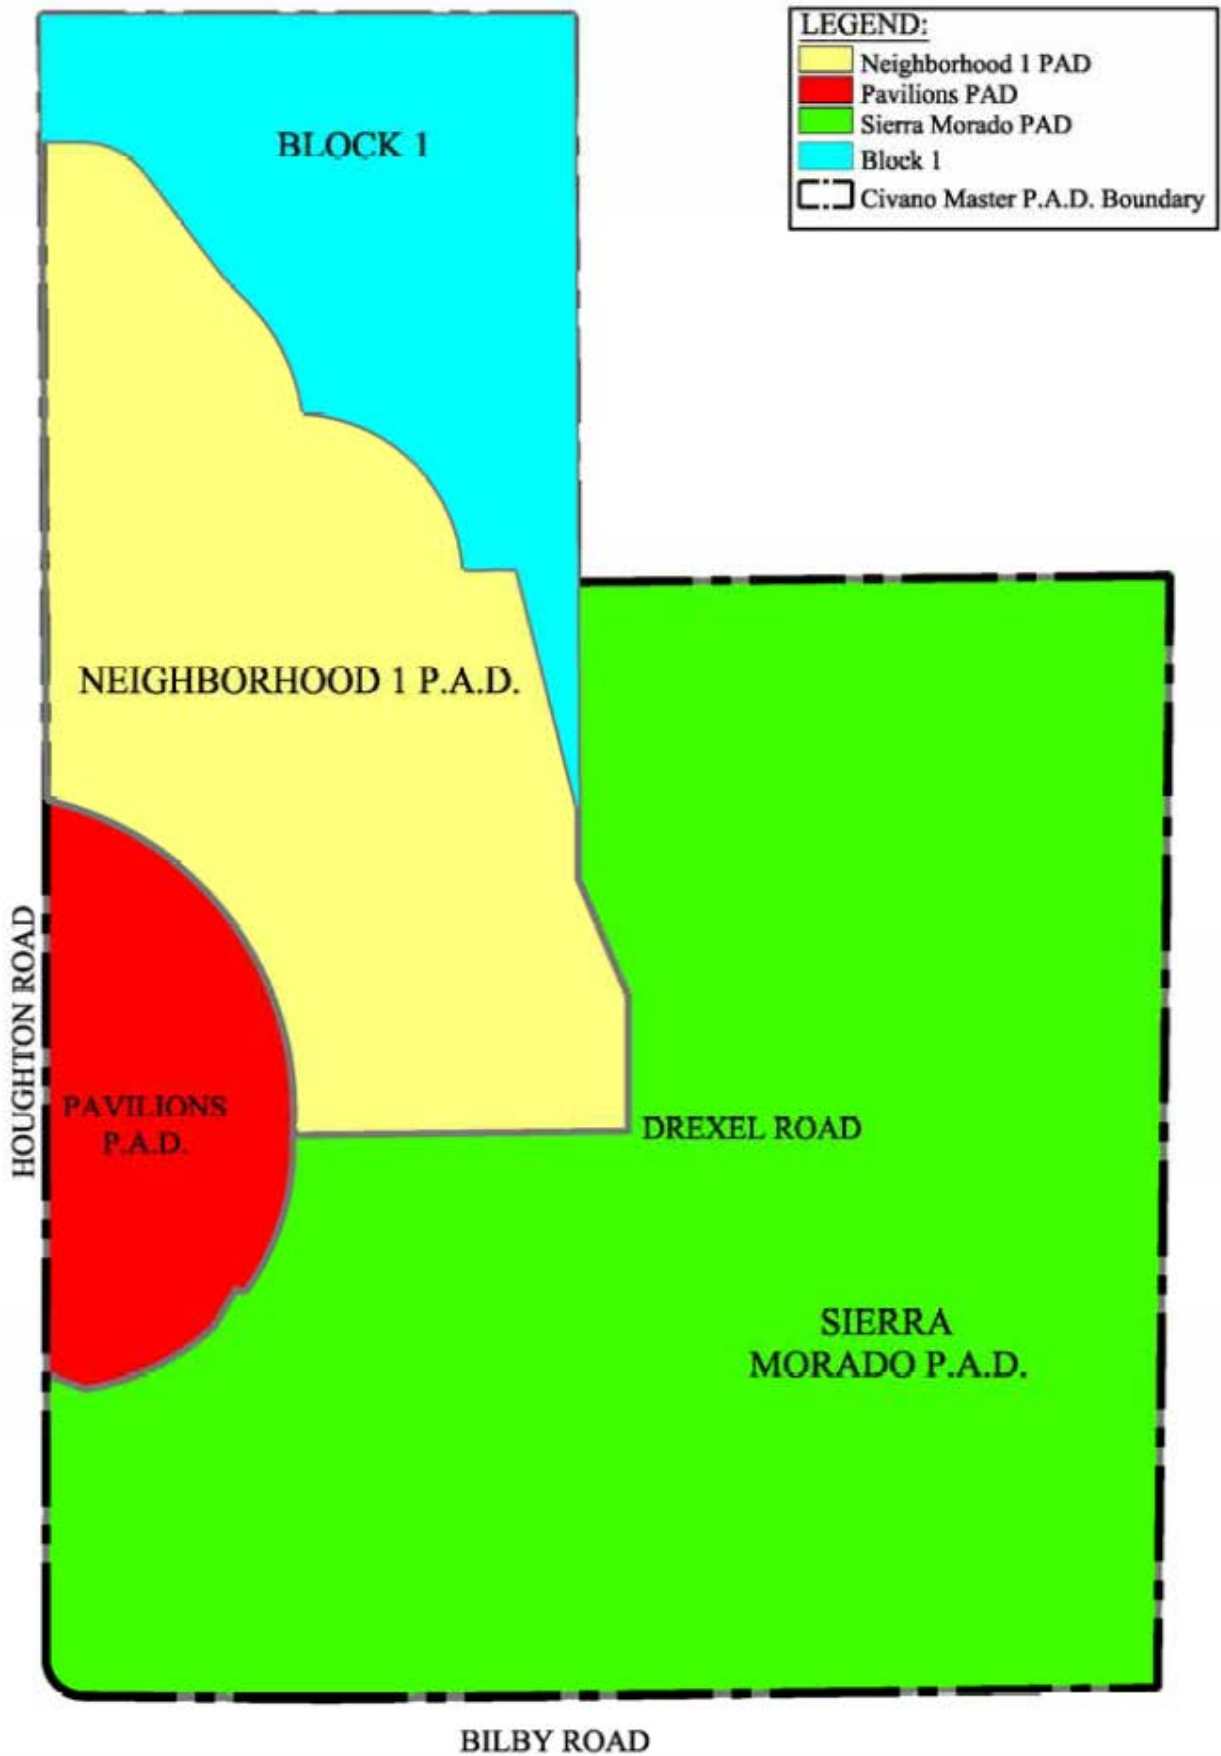 LEGEND:
Neighborhood 1 PAD
Pavilions PAD
Sierra Morado PAD
Block 1
Civano Master P.A.D. Boundary
BLOCK 1
NEIGHBORHOOD 1 P.A.D.
HOUGHTON ROAD
PAVILIONS
P.A.D.
DREXEL ROAD
SIERRA
MORADO P.A.D.
BILBY ROAD